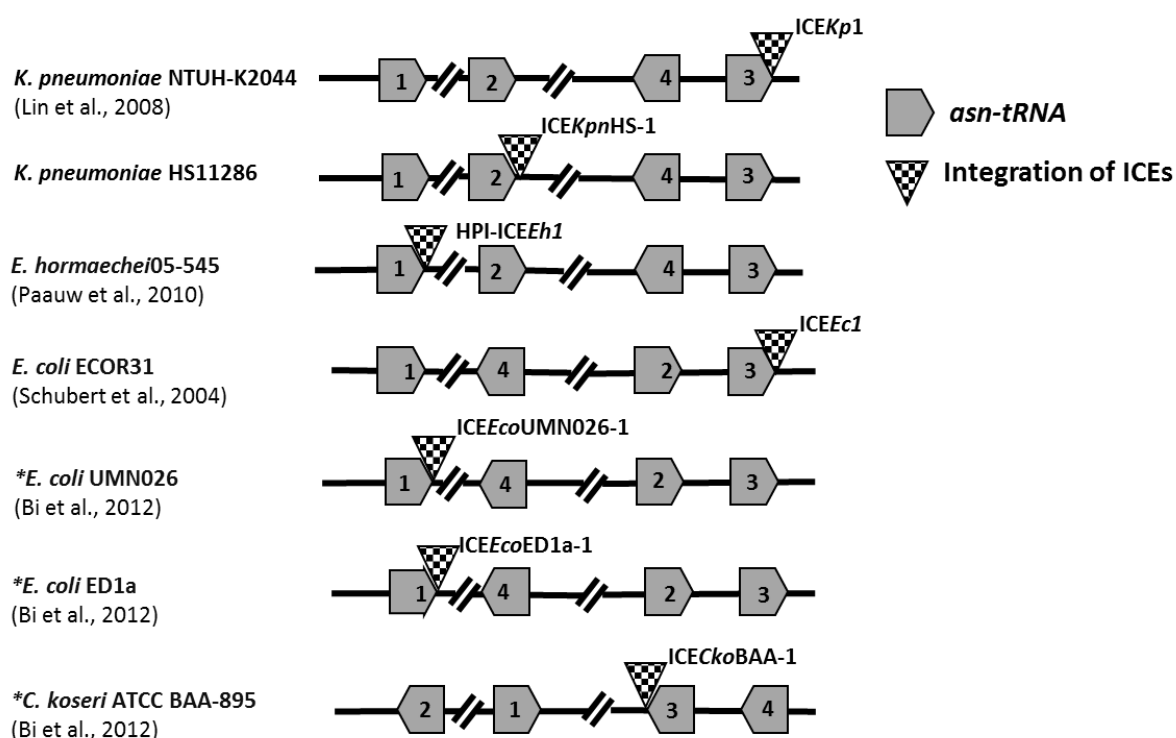 ICEKp1
K. pneumoniae NTUH-K2044
(Lin et al., 2008)
1 2 4 3
asn-tRNA
ICEKpnHS-1
K. pneumoniae HS11286
1 2 4 3
Integration of ICEs
HPI-ICEEh1
E. hormaechei05-545
(Paauw et al., 2010)
1 2 4 3
ICEEc1
E. coli ECOR31
(Schubert et al., 2004)
1 4 2 3
ICEEcoUMN026-1
*E. coli UMN026
(Bi et al., 2012)
1 4 2 3
ICEEcoED1a-1
*E. coli ED1a
(Bi et al., 2012)
1 4 2 3
ICECkoBAA-1
*C. koseri ATCC BAA-895
(Bi et al., 2012)
2 1 3 4